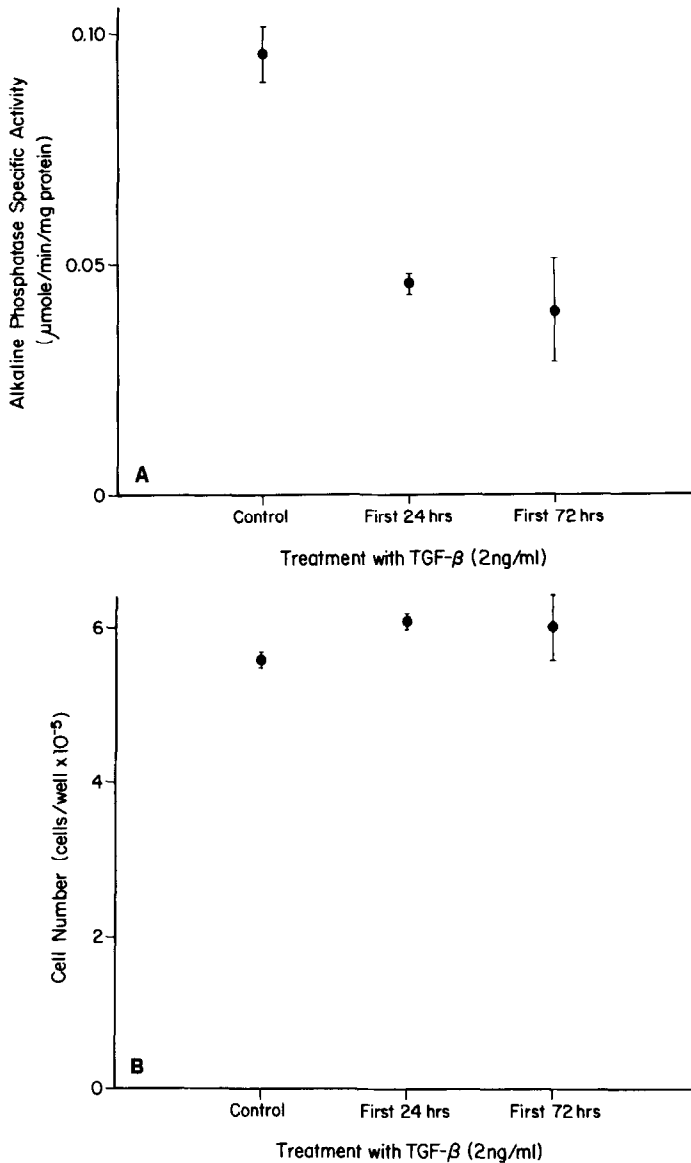 Alkaline Phosphatase Specific Activity
(μmole/min/mg protein)
0.10
0.05
0
A
Control
First 24 hrs
First 72 hrs
Treatment with TGF-β (2ng/ml)
Cell Number (cells/well x10⁻⁵)
6
4
2
0
B
Control
First 24 hrs
First 72 hrs
Treatment with TGF-β (2ng/ml)